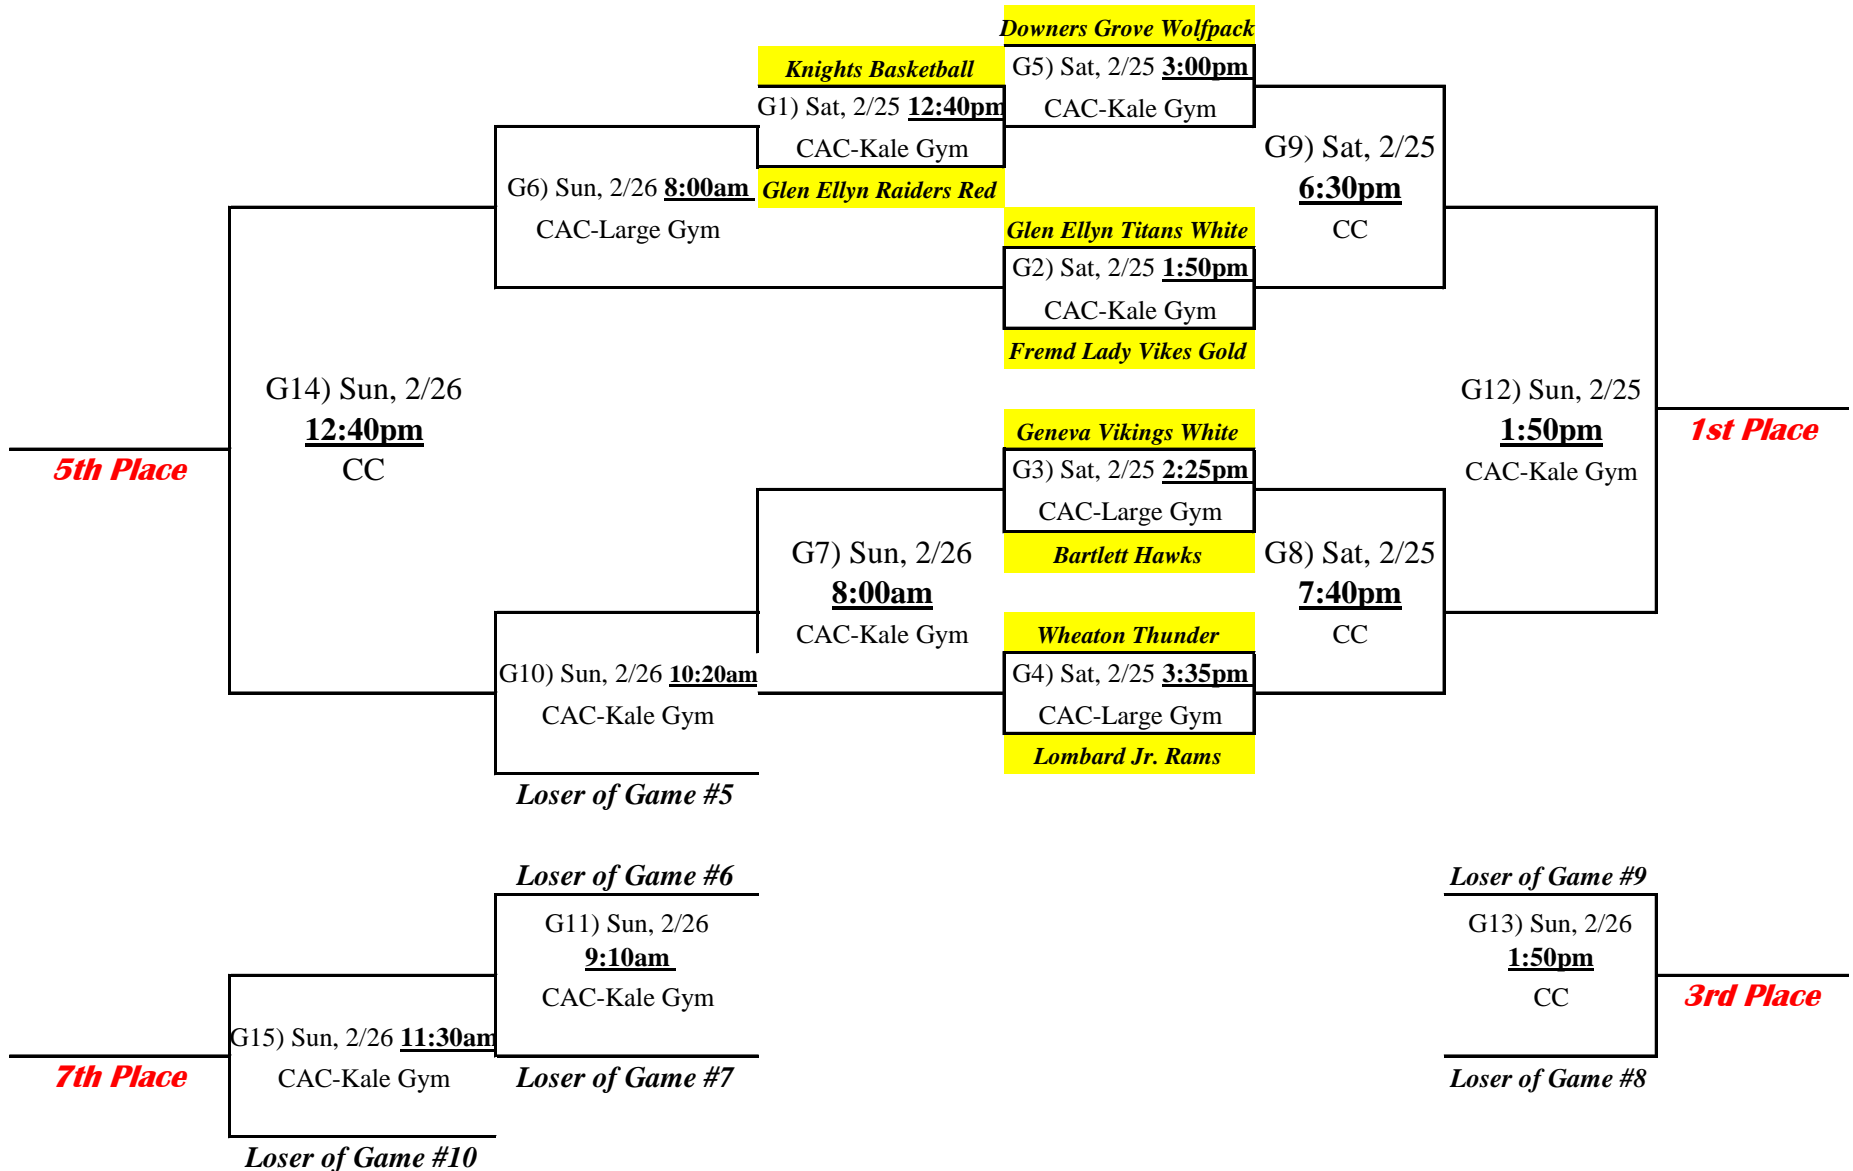 Downers Grove Wolfpack
Knights Basketball
G5) Sat, 2/25 3:00pm
G1) Sat, 2/25 12:40pm
CAC-Kale Gym
CAC-Kale Gym
G9) Sat, 2/25
6:30pm
CC
G6) Sun, 2/26 8:00am
Glen Ellyn Raiders Red
CAC-Large Gym
Glen Ellyn Titans White
G2) Sat, 2/25 1:50pm
CAC-Kale Gym
Fremd Lady Vikes Gold
G14) Sun, 2/26
12:40pm
CC
G12) Sun, 2/25
1:50pm
CAC-Kale Gym
5th Place
1st Place
Geneva Vikings White
G3) Sat, 2/25 2:25pm
CAC-Large Gym
Bartlett Hawks
G7) Sun, 2/26
8:00am
CAC-Kale Gym
G8) Sat, 2/25
7:40pm
CC
Wheaton Thunder
G10) Sun, 2/26 10:20am
CAC-Kale Gym
G4) Sat, 2/25 3:35pm
CAC-Large Gym
Lombard Jr. Rams
Loser of Game #5
Loser of Game #6
Loser of Game #9
G11) Sun, 2/26
9:10am
CAC-Kale Gym
G13) Sun, 2/26
1:50pm
CC
3rd Place
G15) Sun, 2/26 11:30am
CAC-Kale Gym
7th Place
Loser of Game #7
Loser of Game #8
Loser of Game #10